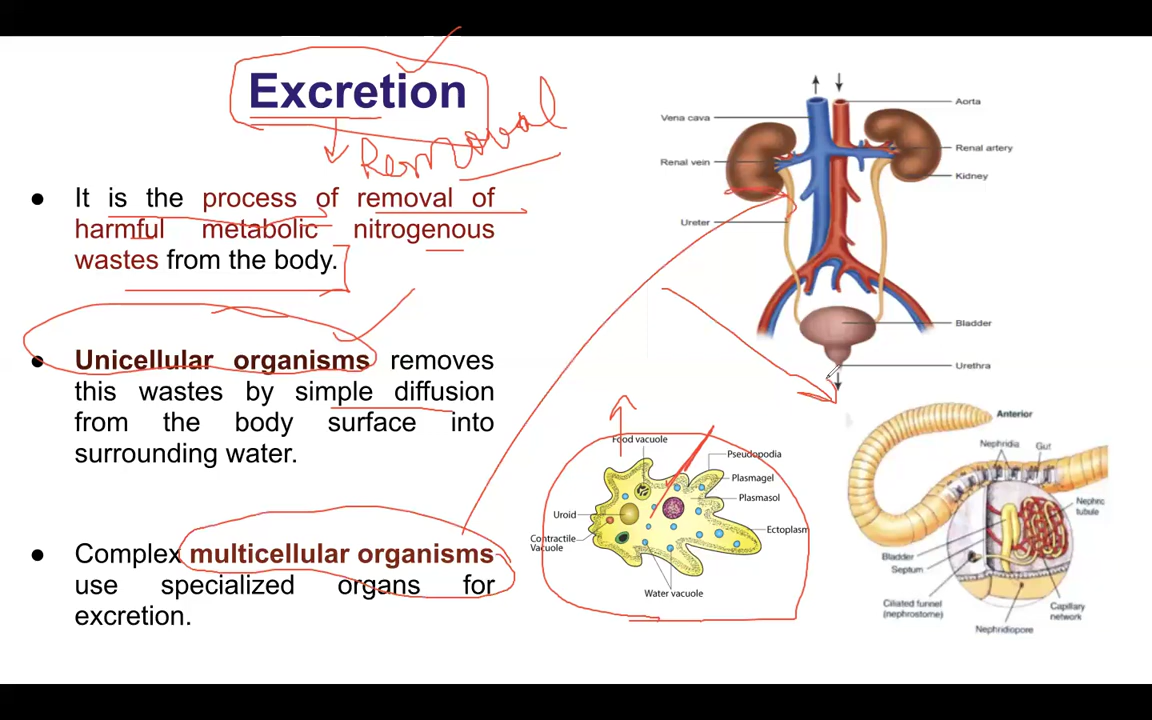 Excretion
Removal
● It is the process of removal of
harmful metabolic nitrogenous
wastes from the body.
● Unicellular organisms removes
this wastes by simple diffusion
from the body surface into
surrounding water.
● Complex multicellular organisms
use specialized organs for
excretion.
Aorta
Vena cava
Renal artery
Renal vein
Kidney
Ureter
Bladder
Urethra
Food vacuole
Pseudopodia
Plasmagel
Plasmasol
Uroid
Ectoplasm
Contractile
Vacuole
Water vacuole
Anterior
Nephridia
Gut
Nephric
tubule
Bladder
Septum
Ciliated funnel
(nephrostome)
Capillary
network
Nephridiopore